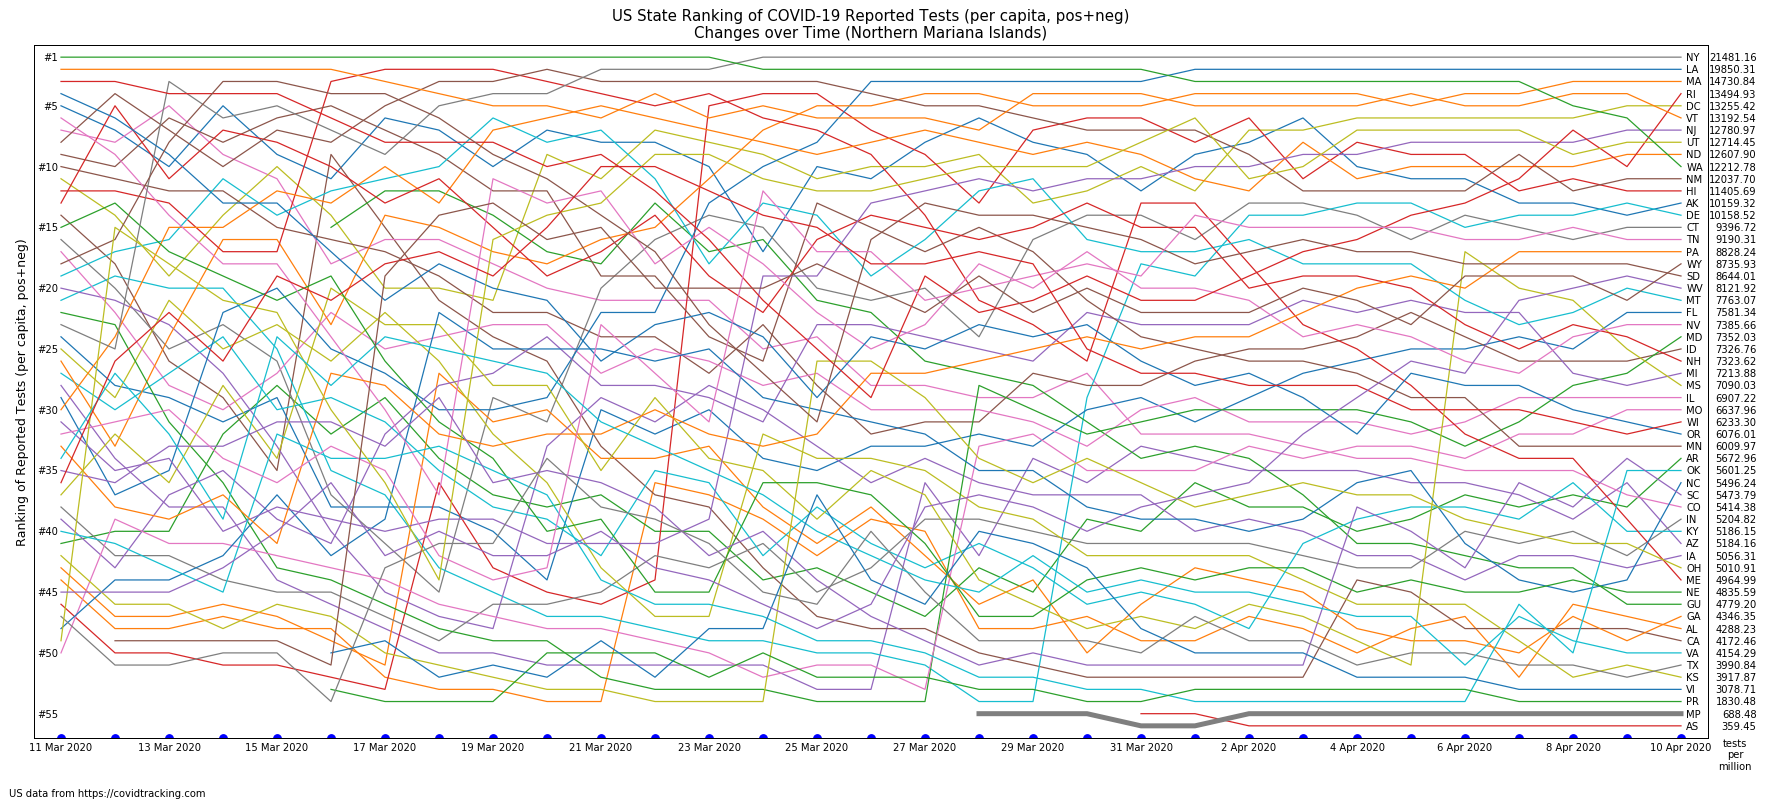 US State Ranking of COVID-19 Reported Tests (per capita, pos+neg)
Changes over Time (Northern Mariana Islands)
Ranking of Reported Tests (per capita, pos+neg)
#1
#5
#10
#15
#20
#25
#30
#35
#40
#45
#50
#55
NY 21481.16
LA 19850.31
MA 14730.84
RI 13494.93
DC 13255.42
VT 13192.54
NJ 12780.97
UT 12714.45
ND 12607.90
WA 12212.78
NM 12037.70
HI 11405.69
AK 10159.32
DE 10158.52
CT 9396.72
TN 9190.31
PA 8828.24
WY 8735.93
SD 8644.01
WV 8121.92
MT 7763.07
FL 7581.34
NV 7385.66
MD 7352.03
ID 7326.76
NH 7323.62
MI 7213.88
MS 7090.03
IL 6907.22
MO 6637.96
WI 6233.30
OR 6076.01
MN 6009.97
AR 5672.96
OK 5601.25
NC 5496.24
SC 5473.79
CO 5414.38
IN 5204.82
KY 5186.15
AZ 5184.16
IA 5056.31
OH 5010.91
ME 4964.99
NE 4835.59
GU 4779.20
GA 4346.35
AL 4288.23
CA 4172.46
VA 4154.29
TX 3990.84
KS 3917.87
VI 3078.71
PR 1830.48
MP 688.48
AS 359.45
11 Mar 2020 13 Mar 2020 15 Mar 2020 17 Mar 2020 19 Mar 2020 21 Mar 2020 23 Mar 2020 25 Mar 2020 27 Mar 2020 29 Mar 2020 31 Mar 2020 2 Apr 2020 4 Apr 2020 6 Apr 2020 8 Apr 2020 10 Apr 2020
tests
per
million
US data from https://covidtracking.com